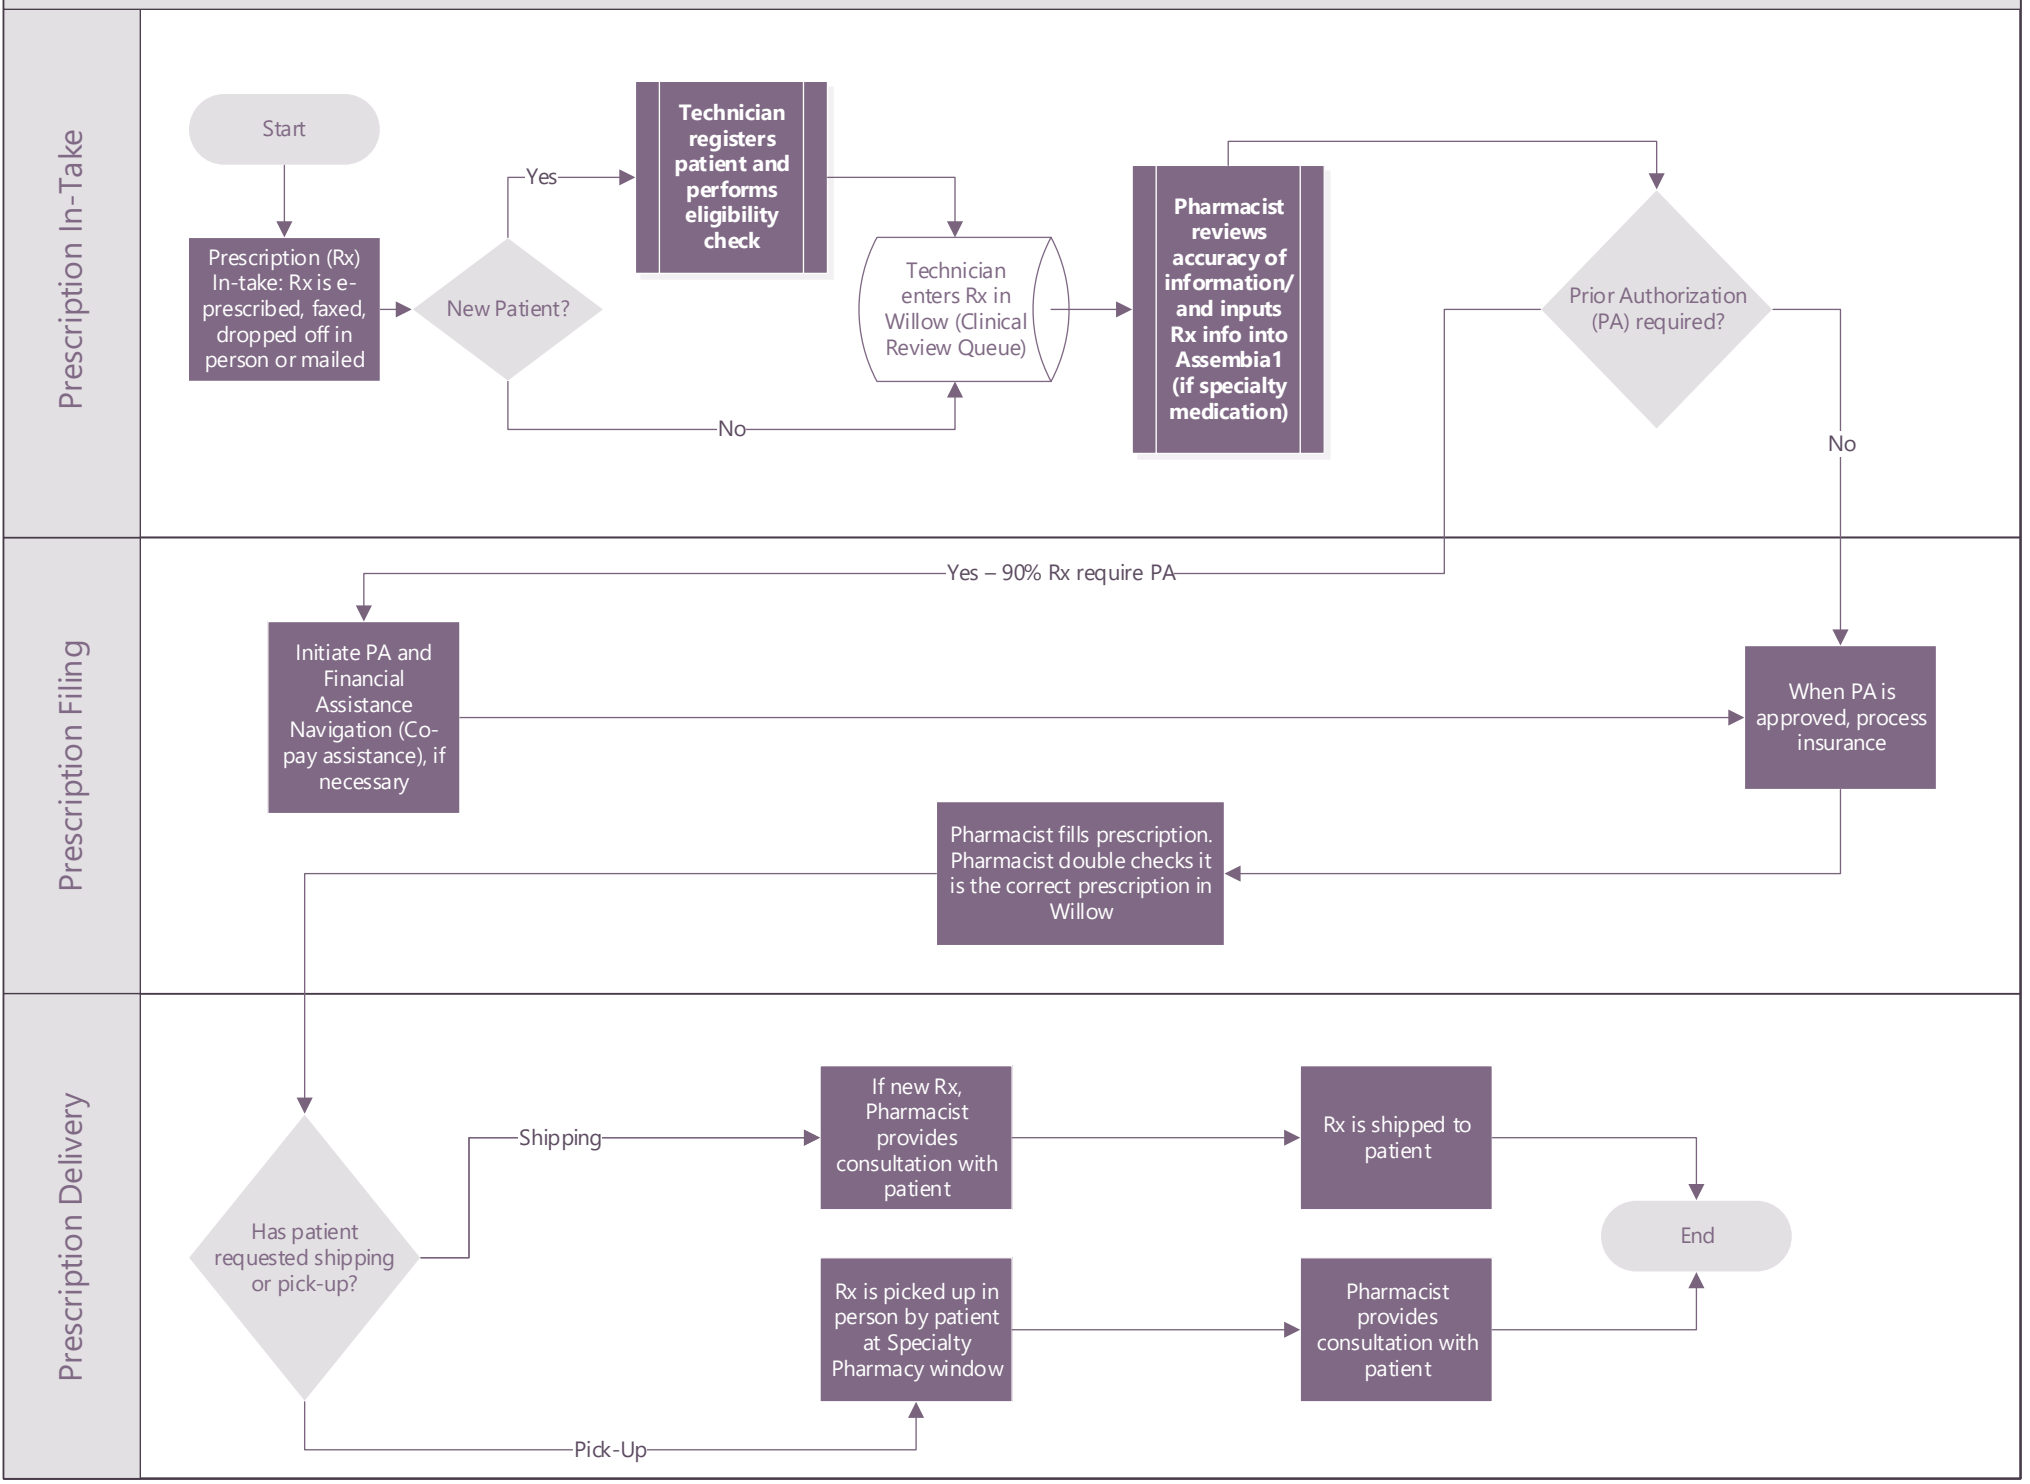 Prescription In-Take
Start
Prescription (Rx)
In-take: Rx is e-
prescribed, faxed,
dropped off in
person or mailed
New Patient?
Yes
No
Technician
registers
patient and
performs
eligibility
check
Technician
enters Rx in
Willow (Clinical
Review Queue)
Pharmacist
reviews
accuracy of
information/
and inputs
Rx info into
Assembia1
(if specialty
medication)
Prior Authorization
(PA) required?
No
Prescription Filing
Yes – 90% Rx require PA
Initiate PA and
Financial
Assistance
Navigation (Co-
pay assistance), if
necessary
When PA is
approved, process
insurance
Pharmacist fills prescription.
Pharmacist double checks it
is the correct prescription in
Willow
Prescription Delivery
Has patient
requested shipping
or pick-up?
Shipping
If new Rx,
Pharmacist
provides
consultation with
patient
Rx is shipped to
patient
Pick-Up
Rx is picked up in
person by patient
at Specialty
Pharmacy window
Pharmacist
provides
consultation with
patient
End